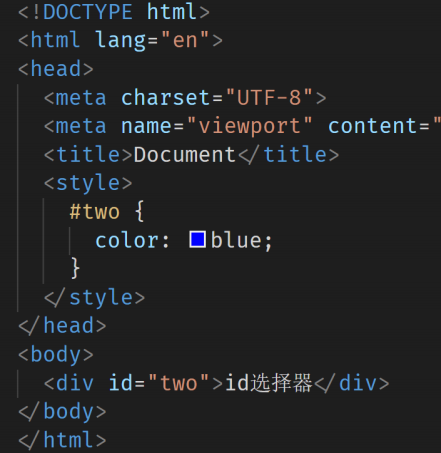 <!DOCTYPE html>
<html lang="en">
<head>
<meta charset="UTF-8">
<meta name="viewport" content="
<title>Document</title>
<style>
#two {
color: blue;
}
</style>
</head>
<body>
<div id="two">id选择器</div>
</body>
</html>